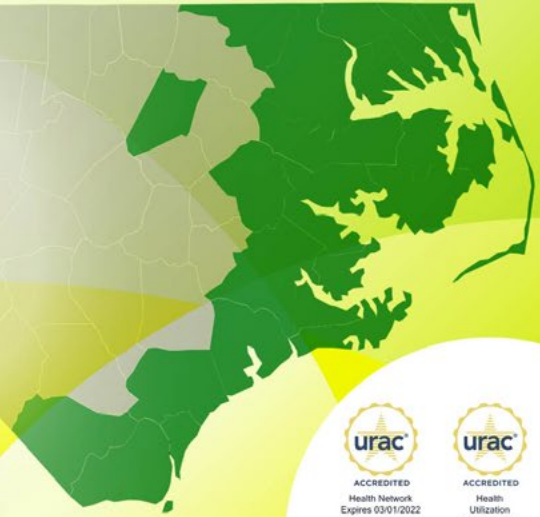 urac®
ACCREDITED
Health Network
Expires 03/01/2022
urac®
ACCREDITED
Health
Utilization